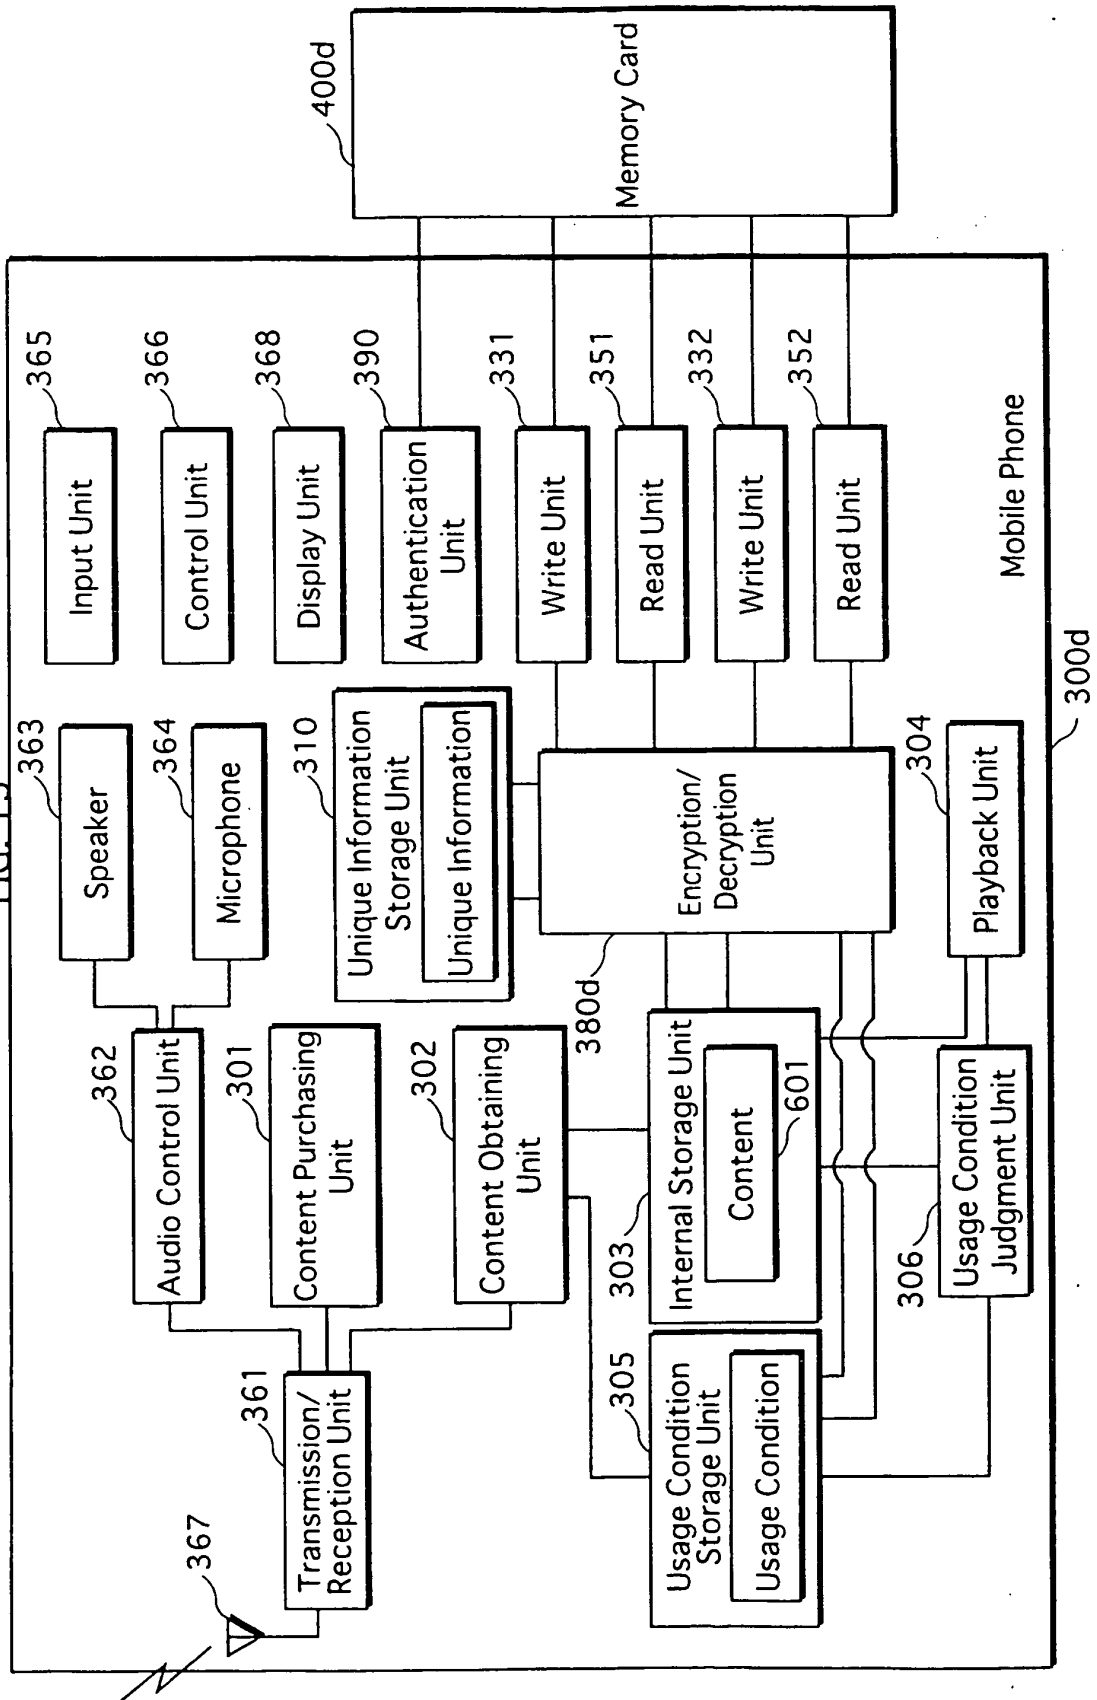 367
361
Transmission/
Reception Unit
362
Audio Control Unit
363
Speaker
365
Input Unit
364
Microphone
366
Control Unit
301
Content Purchasing
Unit
368
Display Unit
310
Unique Information
Storage Unit
Unique Information
390
Authentication
Unit
400d
Memory Card
302
Content Obtaining
Unit
331
Write Unit
351
Read Unit
332
Write Unit
352
Read Unit
380d
Encryption/
Decryption
Unit
305
Usage Condition
Storage Unit
Usage Condition
303
Internal Storage Unit
Content
601
306
Usage Condition
Judgment Unit
304
Playback Unit
Mobile Phone
300d